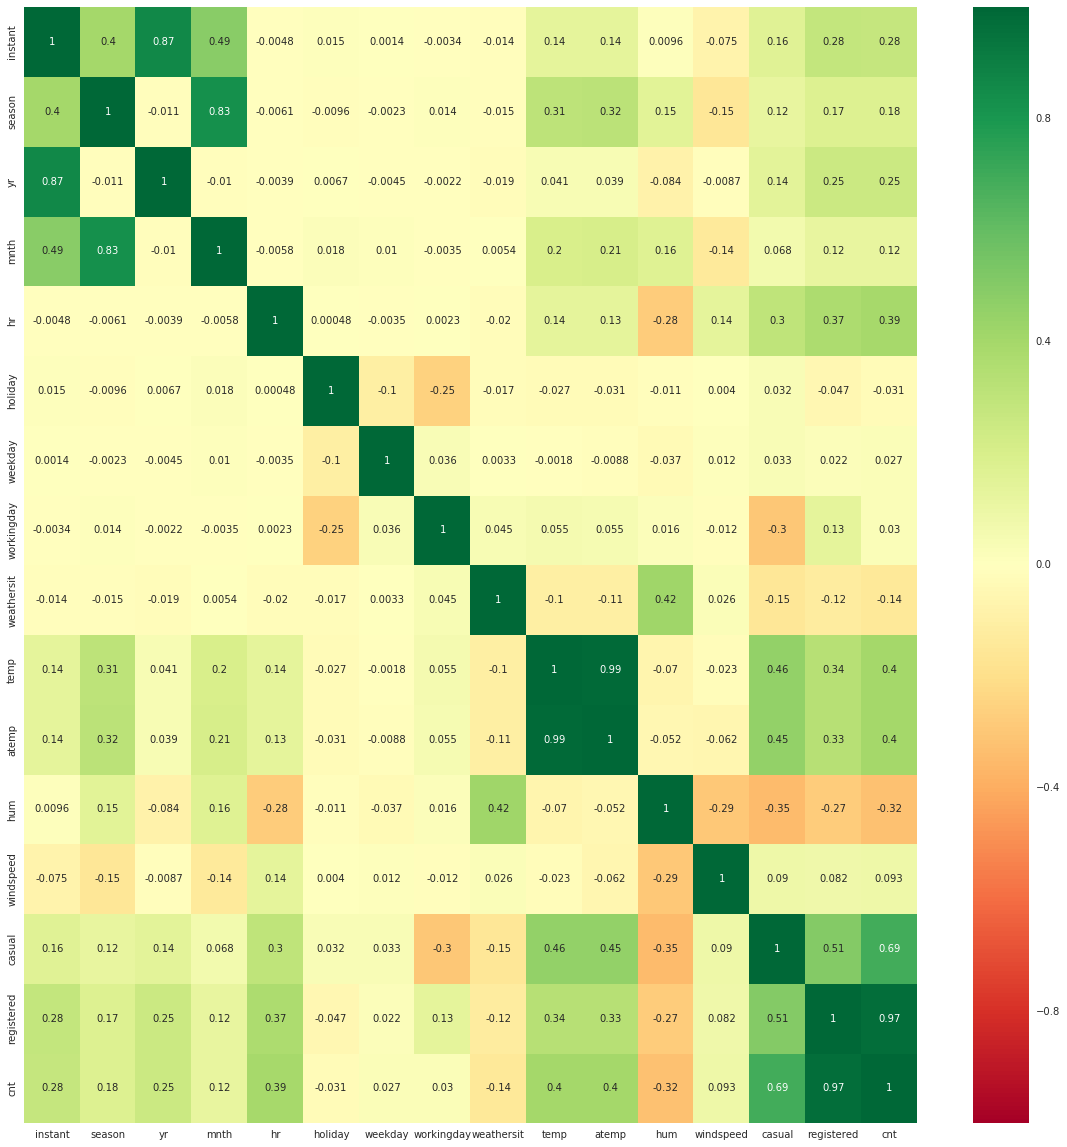 instant 1 0.4 0.87 0.49 -0.0048 0.015 0.0014 -0.0034 -0.014 0.14 0.14 0.0096 -0.075 0.16 0.28 0.28
season 0.4 1 -0.011 0.83 -0.0061 -0.0096 -0.0023 0.014 -0.015 0.31 0.32 0.15 -0.15 0.12 0.17 0.18
0.8
yr 0.87 -0.011 1 -0.01 -0.0039 0.0067 -0.0045 -0.0022 -0.019 0.041 0.039 -0.084 -0.0087 0.14 0.25 0.25
mnth 0.49 0.83 -0.01 1 -0.0058 0.018 0.01 -0.0035 0.0054 0.2 0.21 0.16 -0.14 0.068 0.12 0.12
hr -0.0048 -0.0061 -0.0039 -0.0058 1 0.00048 -0.0035 0.0023 -0.02 0.14 0.13 -0.28 0.14 0.3 0.37 0.39
0.4
holiday 0.015 -0.0096 0.0067 0.018 0.00048 1 -0.1 -0.25 -0.017 -0.027 -0.031 -0.011 0.004 0.032 -0.047 -0.031
weekday 0.0014 -0.0023 -0.0045 0.01 -0.0035 -0.1 1 0.036 0.0033 -0.0018 -0.0088 -0.037 0.012 0.033 0.022 0.027
workingday -0.0034 0.014 -0.0022 -0.0035 0.0023 -0.25 0.036 1 0.045 0.055 0.055 0.016 -0.012 -0.3 0.13 0.03
0.0
weathersit -0.014 -0.015 -0.019 0.0054 -0.02 -0.017 0.0033 0.045 1 -0.1 -0.11 0.42 0.026 -0.15 -0.12 -0.14
temp 0.14 0.31 0.041 0.2 0.14 -0.027 -0.0018 0.055 -0.1 1 0.99 -0.07 -0.023 0.46 0.34 0.4
atemp 0.14 0.32 0.039 0.21 0.13 -0.031 -0.0088 0.055 -0.11 0.99 1 -0.052 -0.062 0.45 0.33 0.4
−0.4
hum 0.0096 0.15 -0.084 0.16 -0.28 -0.011 -0.037 0.016 0.42 -0.07 -0.052 1 -0.29 -0.35 -0.27 -0.32
windspeed -0.075 -0.15 -0.0087 -0.14 0.14 0.004 0.012 -0.012 0.026 -0.023 -0.062 -0.29 1 0.09 0.082 0.093
casual 0.16 0.12 0.14 0.068 0.3 0.032 0.033 -0.3 -0.15 0.46 0.45 -0.35 0.09 1 0.51 0.69
registered 0.28 0.17 0.25 0.12 0.37 -0.047 0.022 0.13 -0.12 0.34 0.33 -0.27 0.082 0.51 1 0.97
−0.8
cnt 0.28 0.18 0.25 0.12 0.39 -0.031 0.027 0.03 -0.14 0.4 0.4 -0.32 0.093 0.69 0.97 1
instant season yr mnth hr holiday weekday workingday weathersit temp atemp hum windspeed casual registered cnt